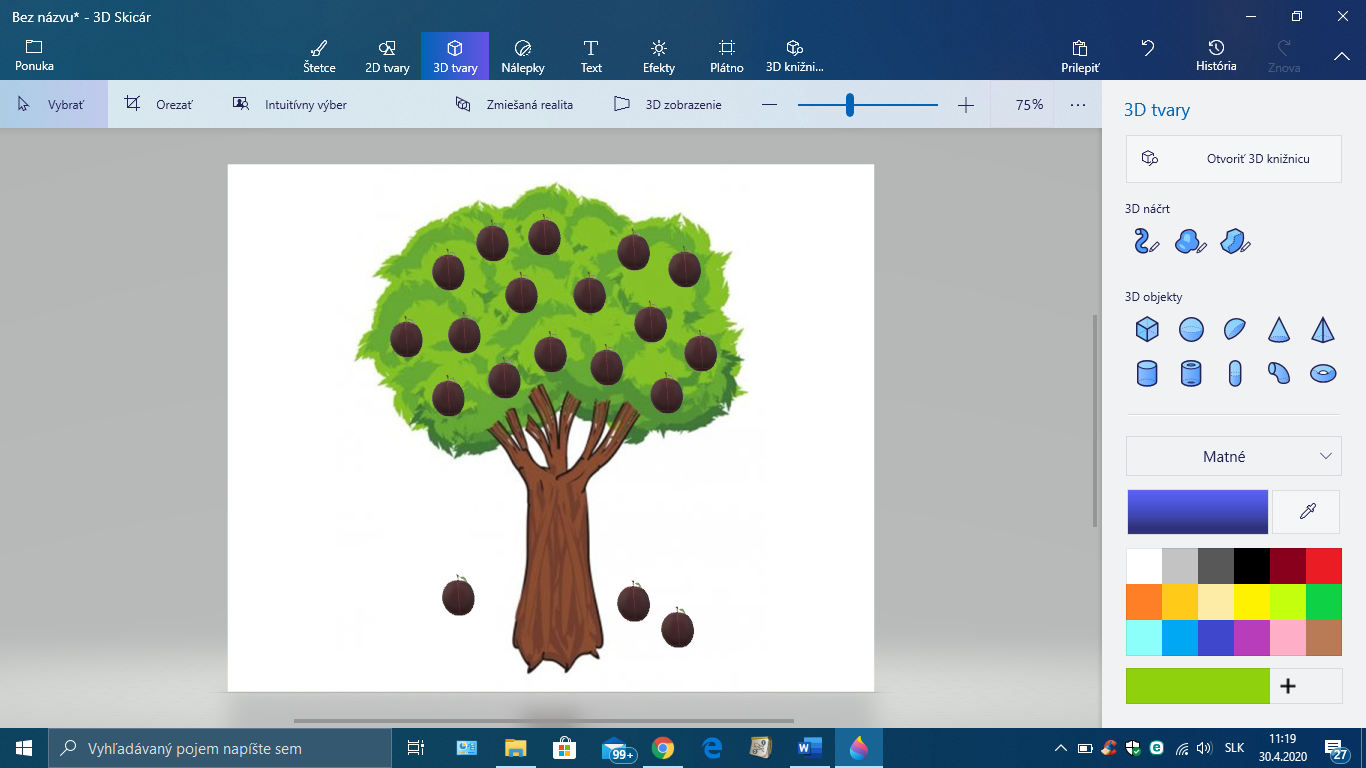 Bez názvu* - 3D Skicár
Ponuka
Štetce
2D tvary
3D tvary
Nálepky
Text
Efekty
Plátno
3D knižni...
Prilepiť
História
Znova
Vybrať
Orezať
Intuitívny výber
Zmiešaná realita
3D zobrazenie
75%
3D tvary
Otvoriť 3D knižnicu
3D náčrt
3D objekty
Matné
Vyhľadávaný pojem napíšte sem
99+
SLK
11:19
30.4.2020
27